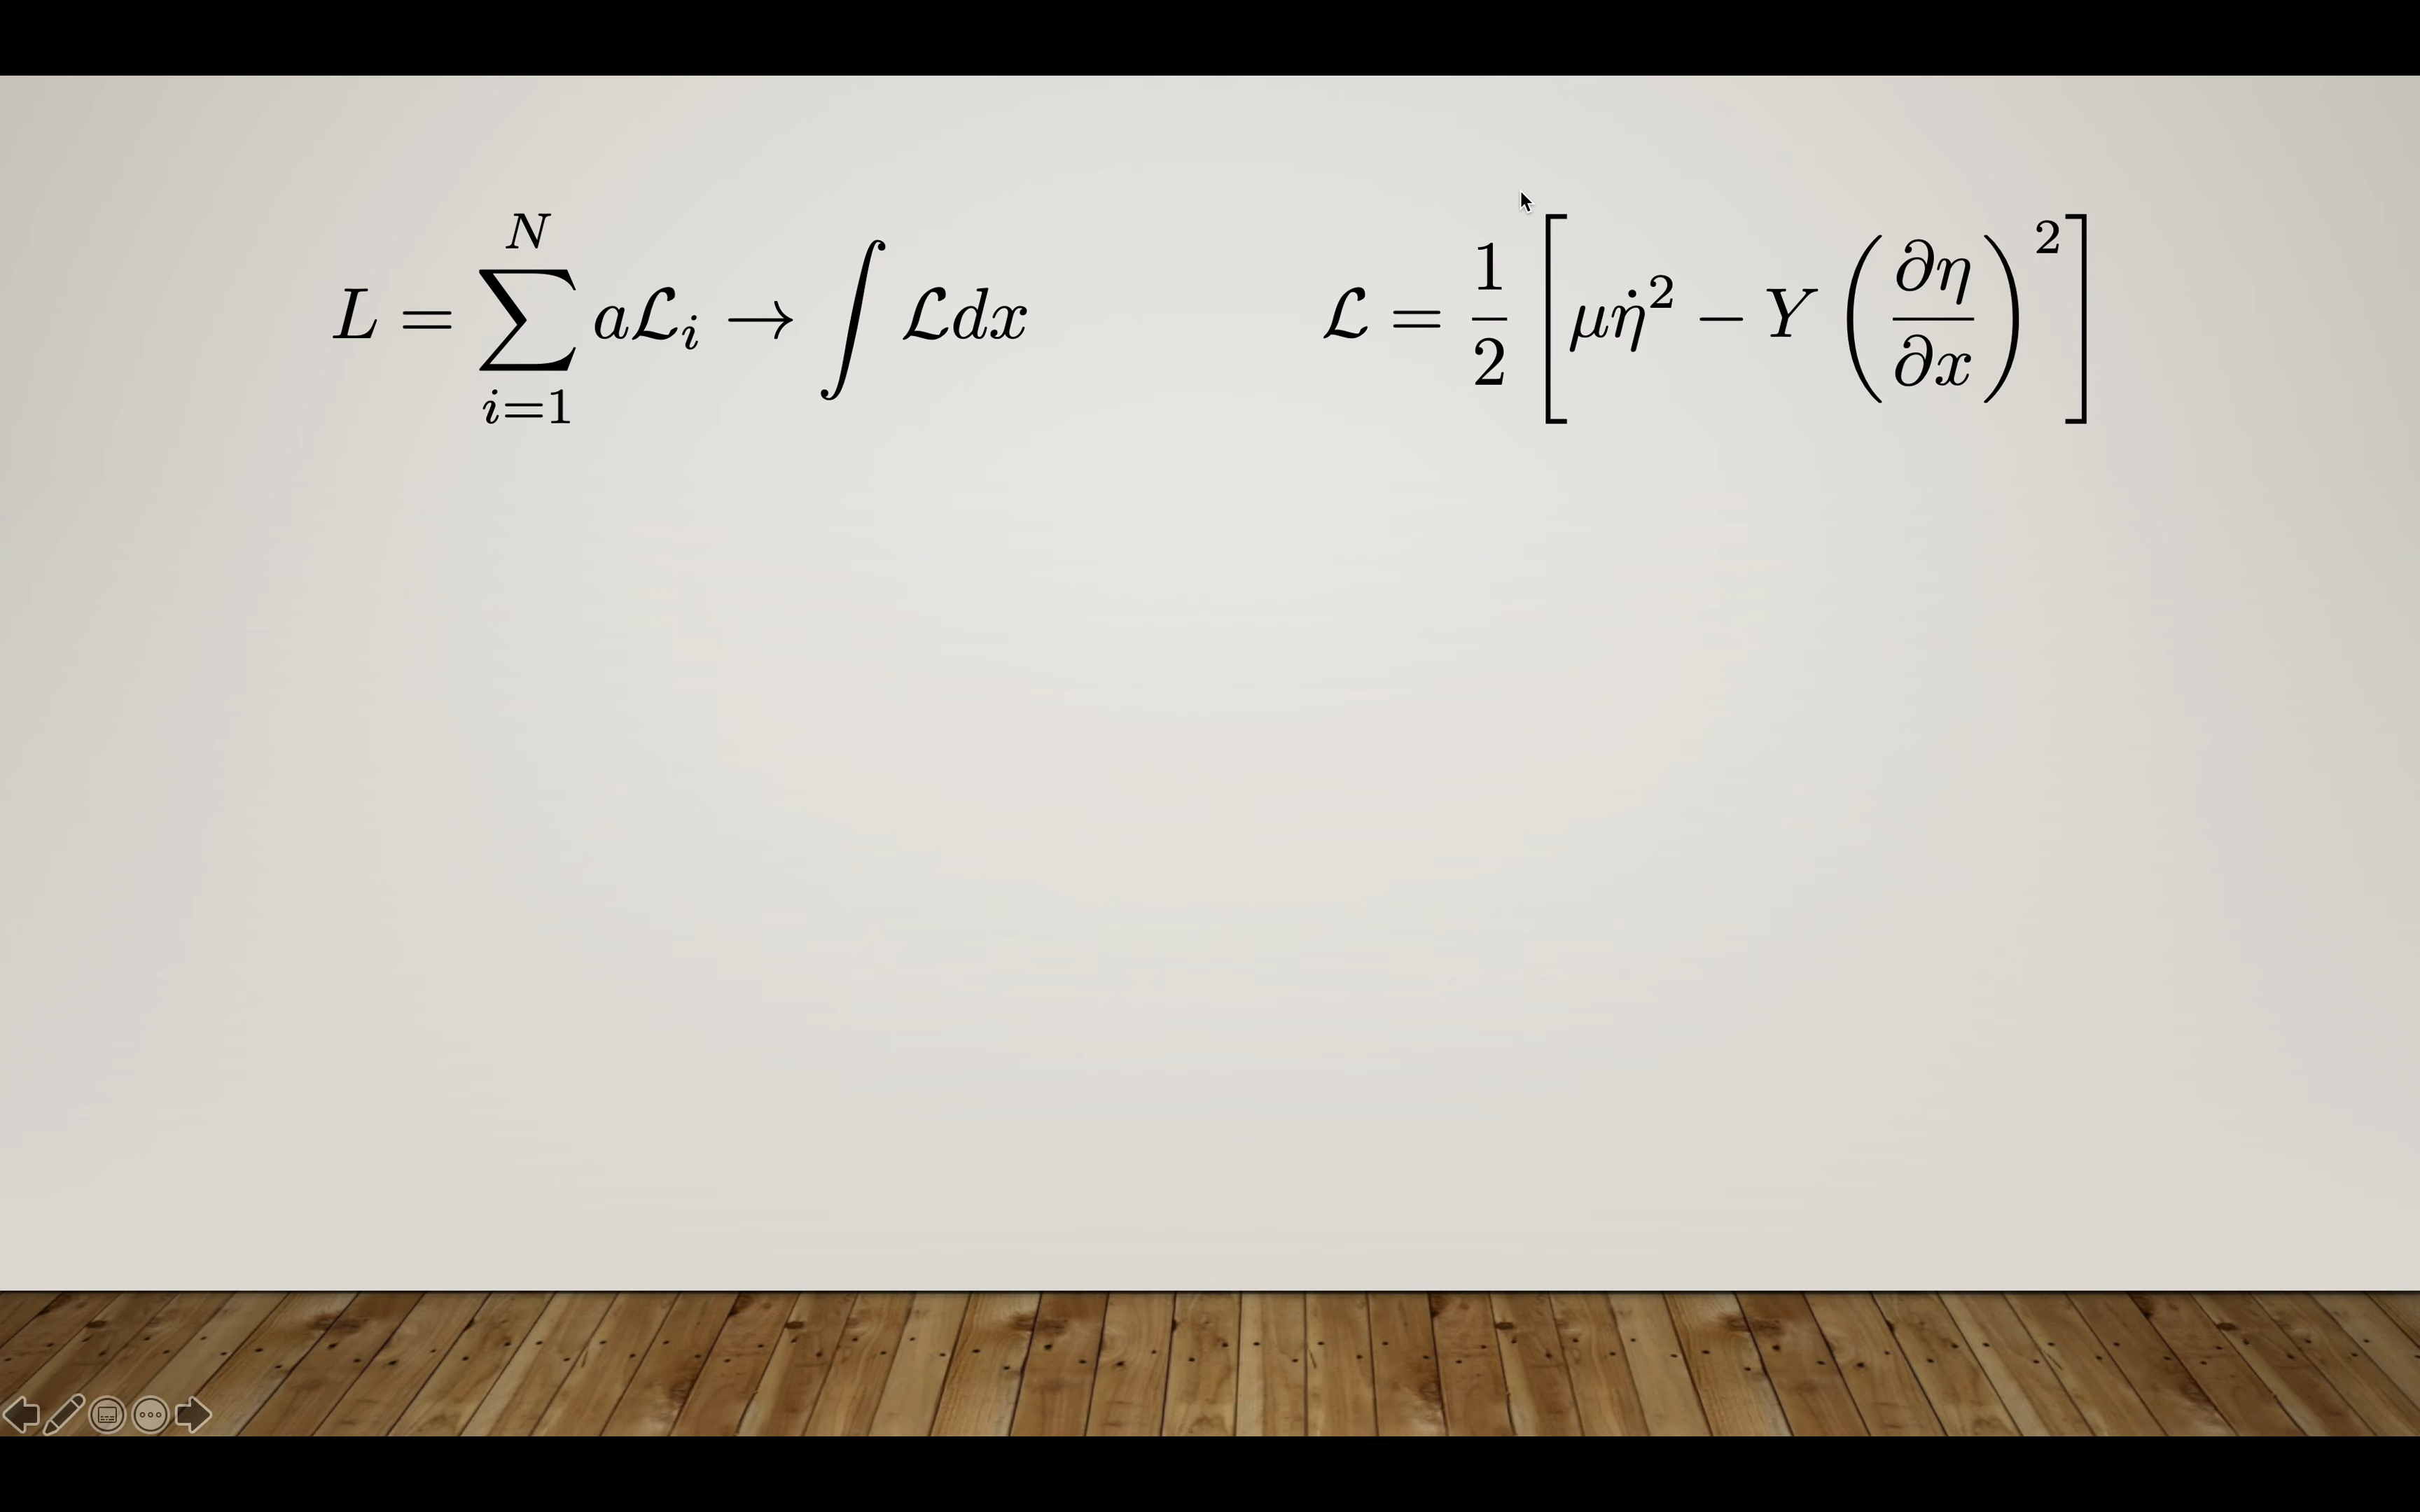 $L = \sum_{i=1}^{N} a\mathcal{L}_i \rightarrow \int \mathcal{L} dx$
$\mathcal{L} = \frac{1}{2} \left[ \mu \dot{\eta}^2 - Y \left( \frac{\partial \eta}{\partial x} \right)^2 \right]$